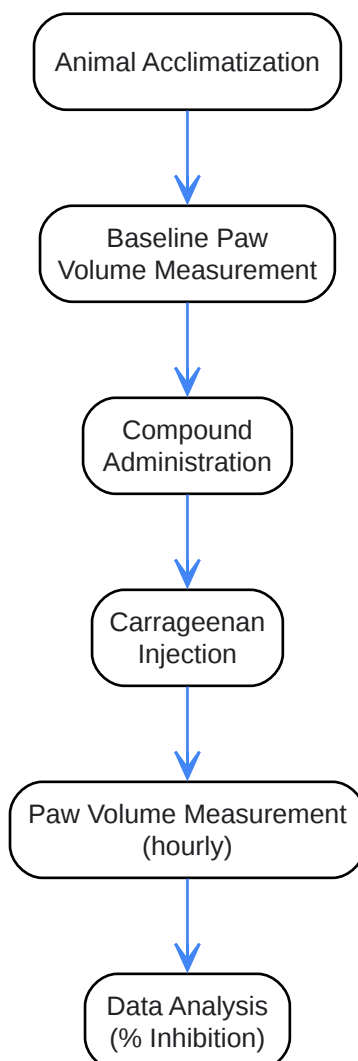 Animal Acclimatization
Baseline Paw
Volume Measurement
Compound
Administration
Carrageenan
Injection
Paw Volume Measurement
(hourly)
Data Analysis
(% Inhibition)